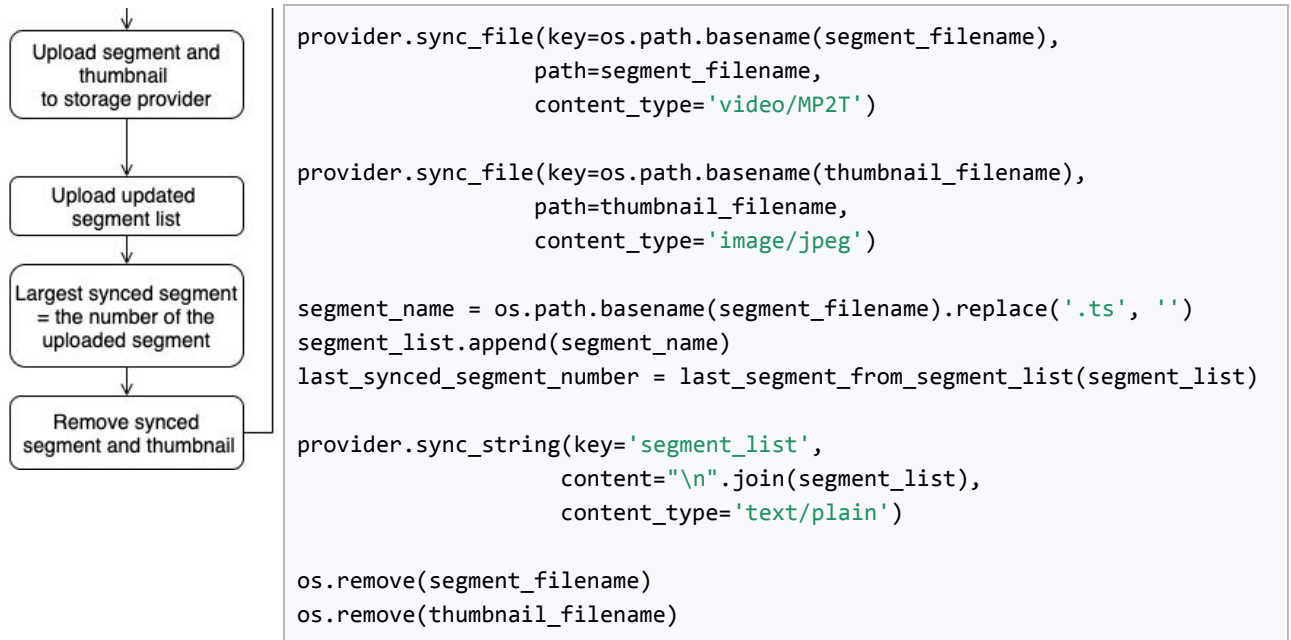 Upload segment and
thumbnail
to storage provider
Upload updated
segment list
Largest synced segment
= the number of the
uploaded segment
Remove synced
segment and thumbnail
provider.sync_file(key=os.path.basename(segment_filename),
                   path=segment_filename,
                   content_type='video/MP2T')
provider.sync_file(key=os.path.basename(thumbnail_filename),
                   path=thumbnail_filename,
                   content_type='image/jpeg')
segment_name = os.path.basename(segment_filename).replace('.ts', '')
segment_list.append(segment_name)
last_synced_segment_number = last_segment_from_segment_list(segment_list)
provider.sync_string(key='segment_list',
                     content="\n".join(segment_list),
                     content_type='text/plain')
os.remove(segment_filename)
os.remove(thumbnail_filename)